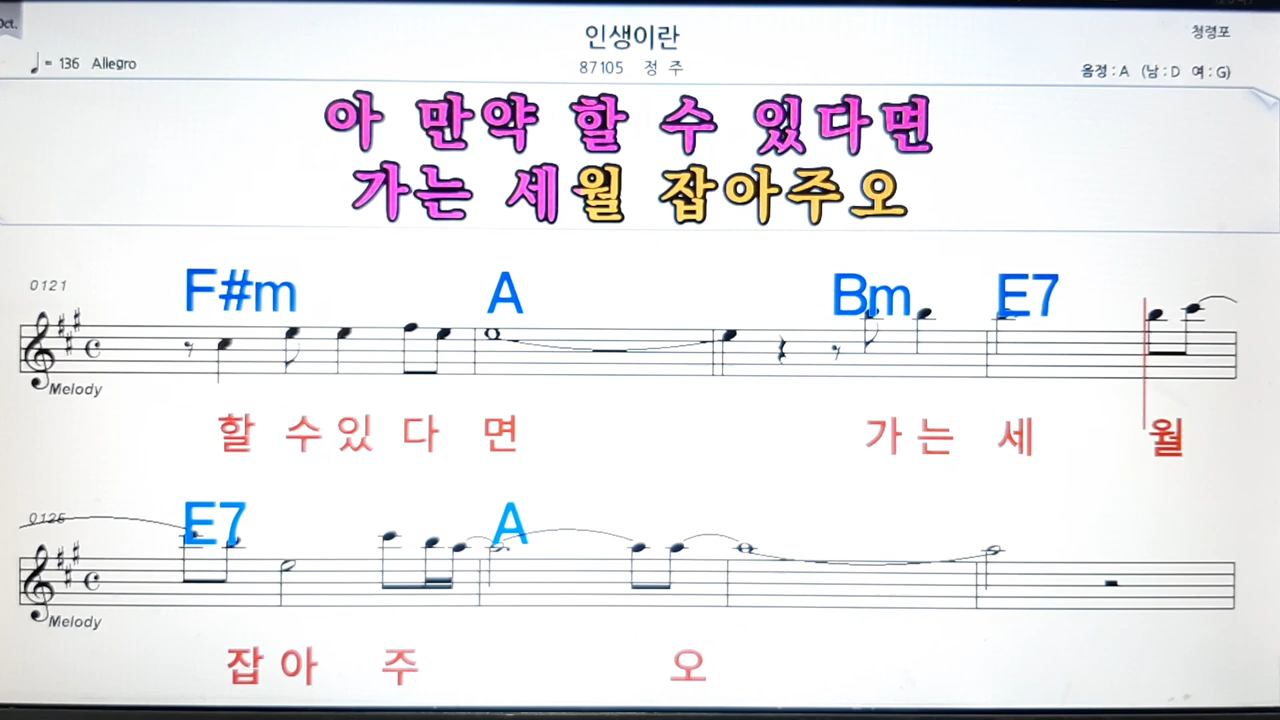 Oct.
인생이란
청령포
♩= 136 Allegro
87105 정 주
음정 : A (남 : D 여 : G)
아 만약 할 수 있다면
가는 세월 잡아주오
0121
F#m A Bm E7
Melody
할 수 있 다 면 가 는 세 월
0125
E7 A
Melody
잡 아 주 오